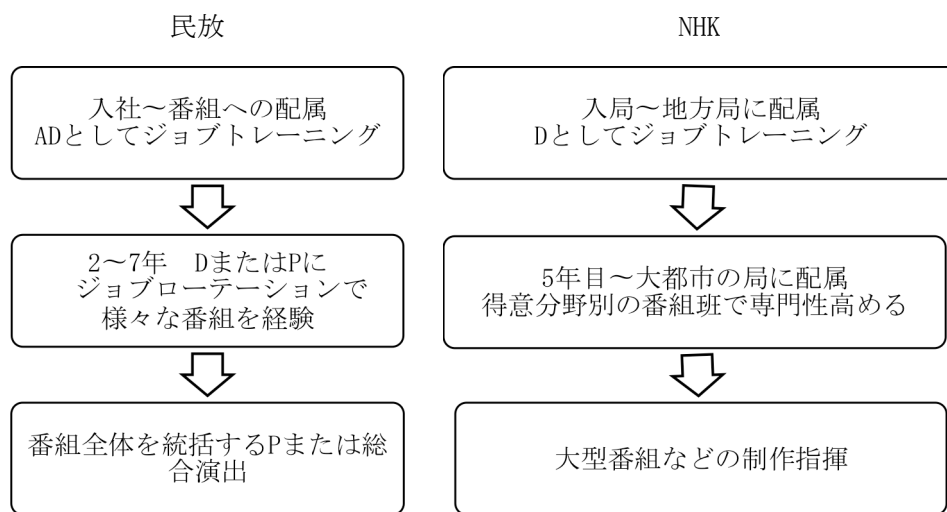 民放
入社～番組への配属
ADとしてジョブトレーニング
2～7年　DまたはPに
ジョブローテーションで
様々な番組を経験
番組全体を統括するPまたは総
合演出
NHK
入局～地方局に配属
Dとしてジョブトレーニング
5年目～大都市の局に配属
得意分野別の番組班で専門性高める
大型番組などの制作指揮